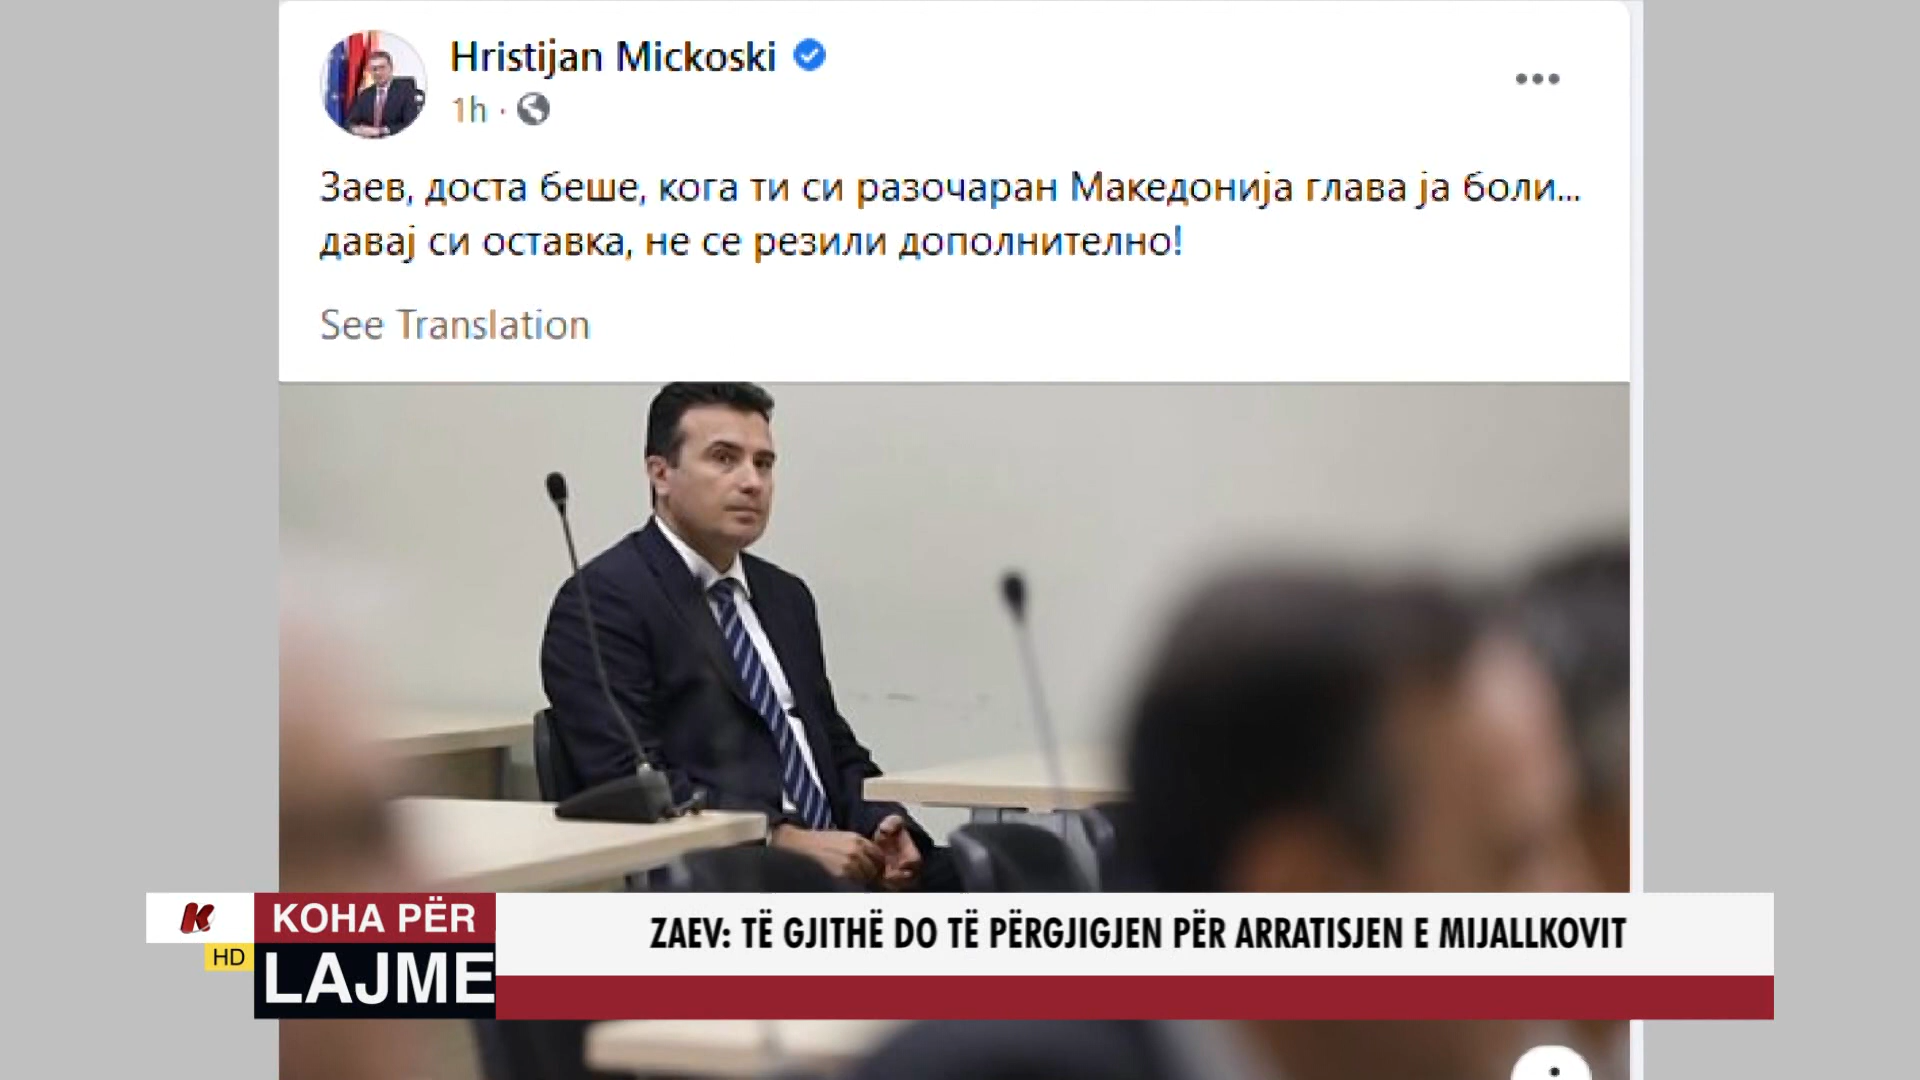 Hristijan Mickoski
1h ·
Заев, доста беше, кога ти си разочаран Македонија глава ја боли...
давај си оставка, не се резили дополнително!
See Translation
K
HD
KOHA PËR
LAJME
ZAEV: TË GJITHË DO TË PËRGJIGJEN PËR ARRATISJEN E MIJALLKOVIT